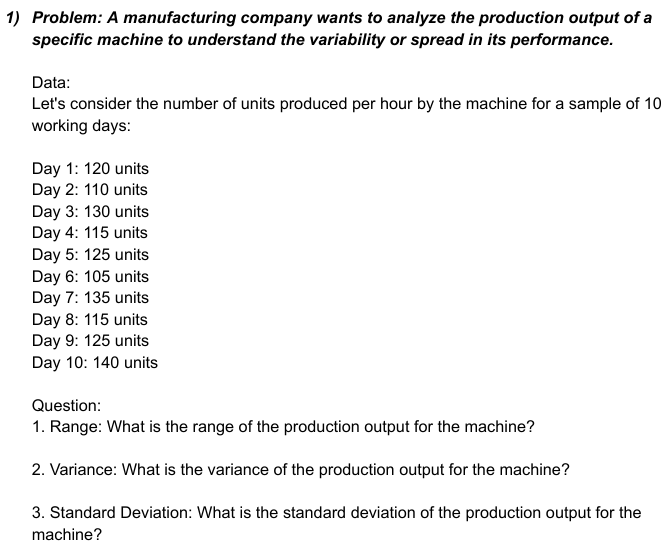 1) Problem: A manufacturing company wants to analyze the production output of a
specific machine to understand the variability or spread in its performance.
Data:
Let's consider the number of units produced per hour by the machine for a sample of 10
working days:
Day 1: 120 units
Day 2: 110 units
Day 3: 130 units
Day 4: 115 units
Day 5: 125 units
Day 6: 105 units
Day 7: 135 units
Day 8: 115 units
Day 9: 125 units
Day 10: 140 units
Question:
1. Range: What is the range of the production output for the machine?
2. Variance: What is the variance of the production output for the machine?
3. Standard Deviation: What is the standard deviation of the production output for the
machine?